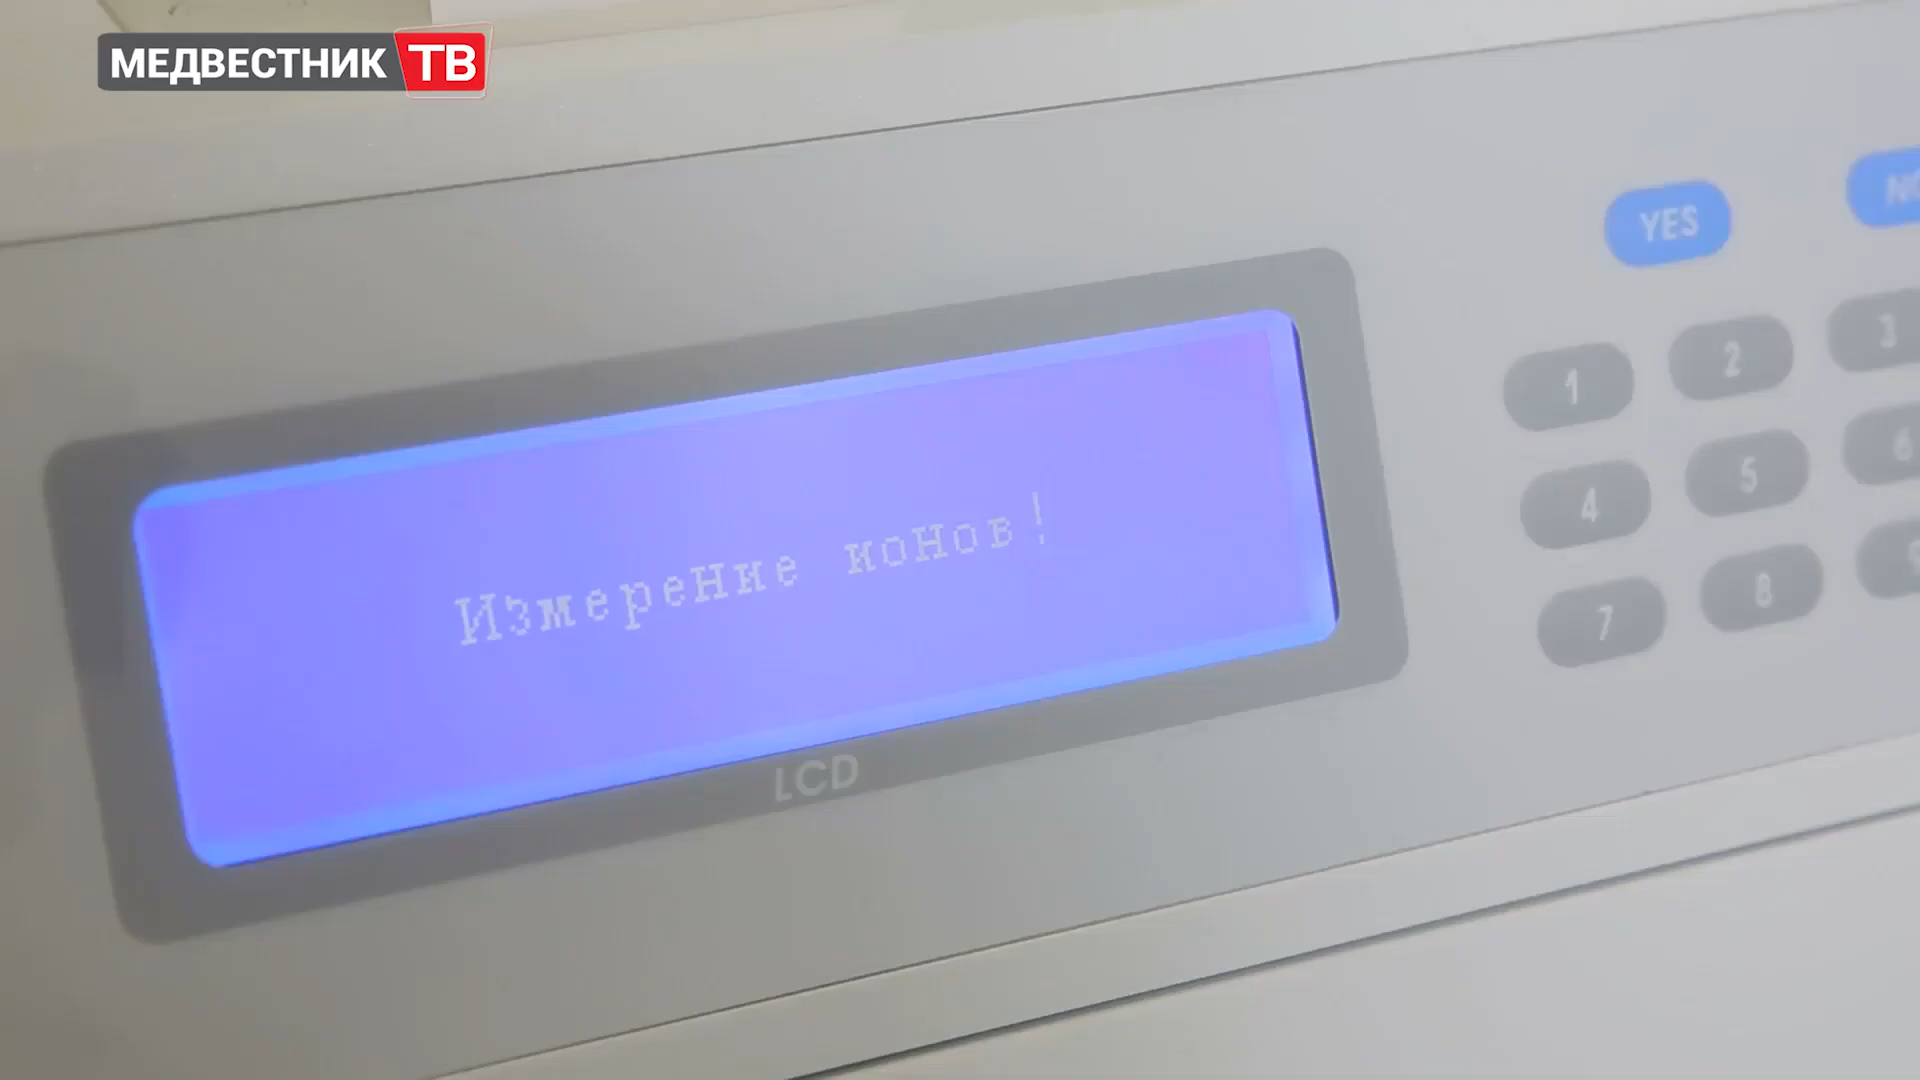 МЕДВЕСТНИК ТВ
Измерение ионов!
LCD
YES
1 2 3
4 5 6
7 8